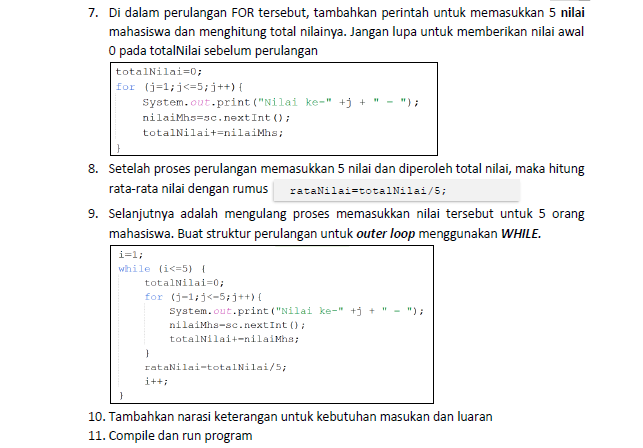 7. Di dalam perulangan FOR tersebut, tambahkan perintah untuk memasukkan 5 nilai
mahasiswa dan menghitung total nilainya. Jangan lupa untuk memberikan nilai awal
0 pada totalNilai sebelum perulangan
totalNilai=0;
for (j=1;j<=5;j++){
System.out.print("Nilai ke-" +j + " - ");
nilaiMhs=sc.nextInt();
totalNilai+=nilaiMhs;
}
8. Setelah proses perulangan memasukkan 5 nilai dan diperoleh total nilai, maka hitung
rata-rata nilai dengan rumus rataNilai=totalNilai/5;
9. Selanjutnya adalah mengulang proses memasukkan nilai tersebut untuk 5 orang
mahasiswa. Buat struktur perulangan untuk outer loop menggunakan WHILE.
i=1;
while (i<=5) {
totalNilai=0;
for (j=1;j<=5;j++){
System.out.print("Nilai ke-" +j + " - ");
nilaiMhs=sc.nextInt();
totalNilai+=nilaiMhs;
}
rataNilai=totalNilai/5;
i++;
}
10. Tambahkan narasi keterangan untuk kebutuhan masukan dan luaran
11. Compile dan run program